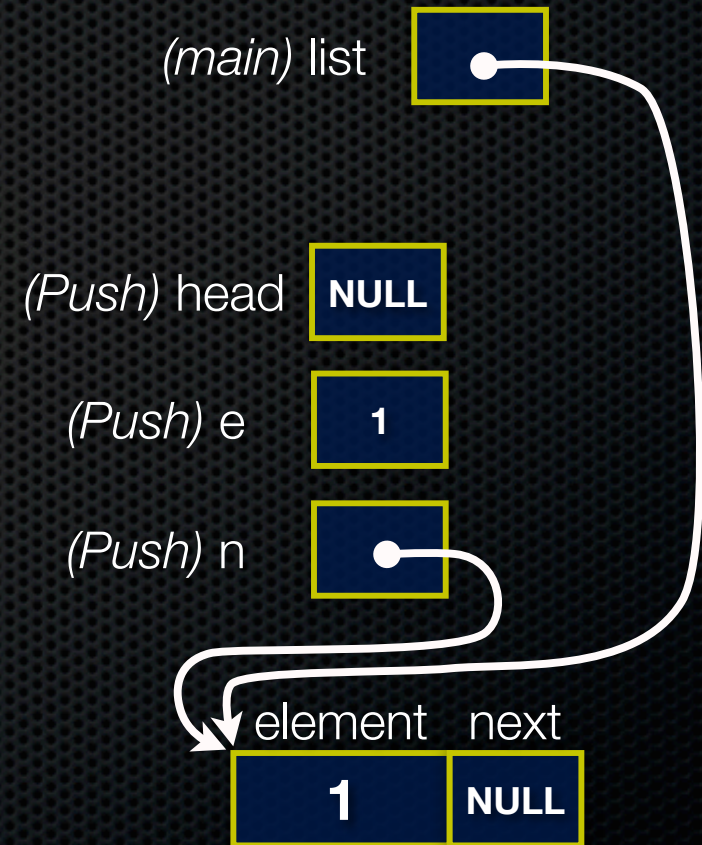 (main) list
(Push) head NULL
(Push) e 1
(Push) n
element next
1 NULL